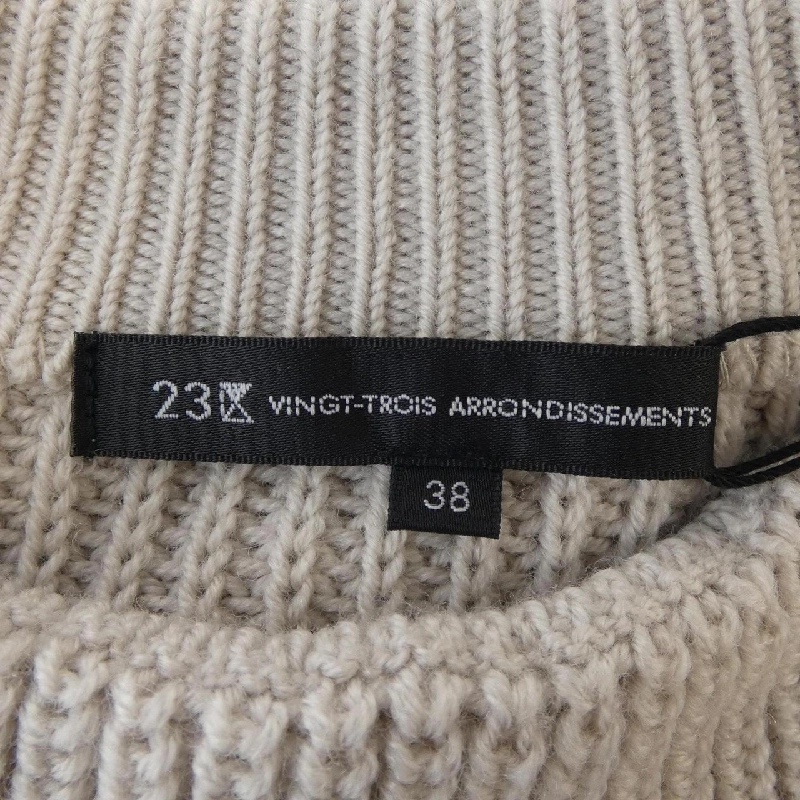 23区 VINGT-TROIS ARRONDISSEMENTS
38